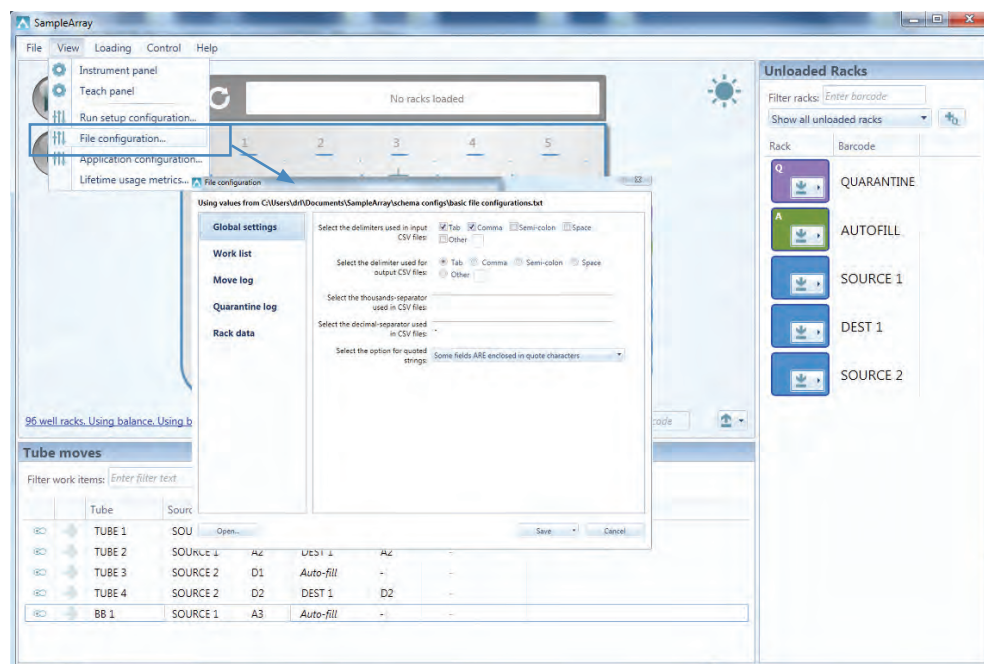 SampleArray
File View Loading Control Help
Instrument panel
Teach panel
Run setup configuration...
File configuration...
Application configuration...
Lifetime usage metrics...
No racks loaded
1 2 3 4 5
File configuration
Using values from C:\Users\drl\Documents\SampleArray\schema configs\basic file configurations.txt
Global settings
Work list
Move log
Quarantine log
Rack data
Select the delimiters used in input
CSV files:
Tab Comma Semi-colon Space
Other
Select the delimiter used for
output CSV files:
Tab Comma Semi-colon Space
Other
Select the thousands-separator
used in CSV files:
Select the decimal-separator used
in CSV files:
Select the option for quoted
strings:
Some fields ARE enclosed in quote characters
Open... Save Cancel
96 well racks. Using balance. Using b
Unloaded Racks
Filter racks: Enter barcode
Show all unloaded racks
Rack Barcode
Q QUARANTINE
A AUTOFILL
SOURCE 1
DEST 1
SOURCE 2
Tube moves
Filter work items: Enter filter text
Tube Sourc
TUBE 1 SOU
TUBE 2 SOURCE 1 A2 DEST 1 A2 -
TUBE 3 SOURCE 2 D1 Auto-fill - -
TUBE 4 SOURCE 2 D2 DEST 1 D2 -
BB 1 SOURCE 1 A3 Auto-fill - -